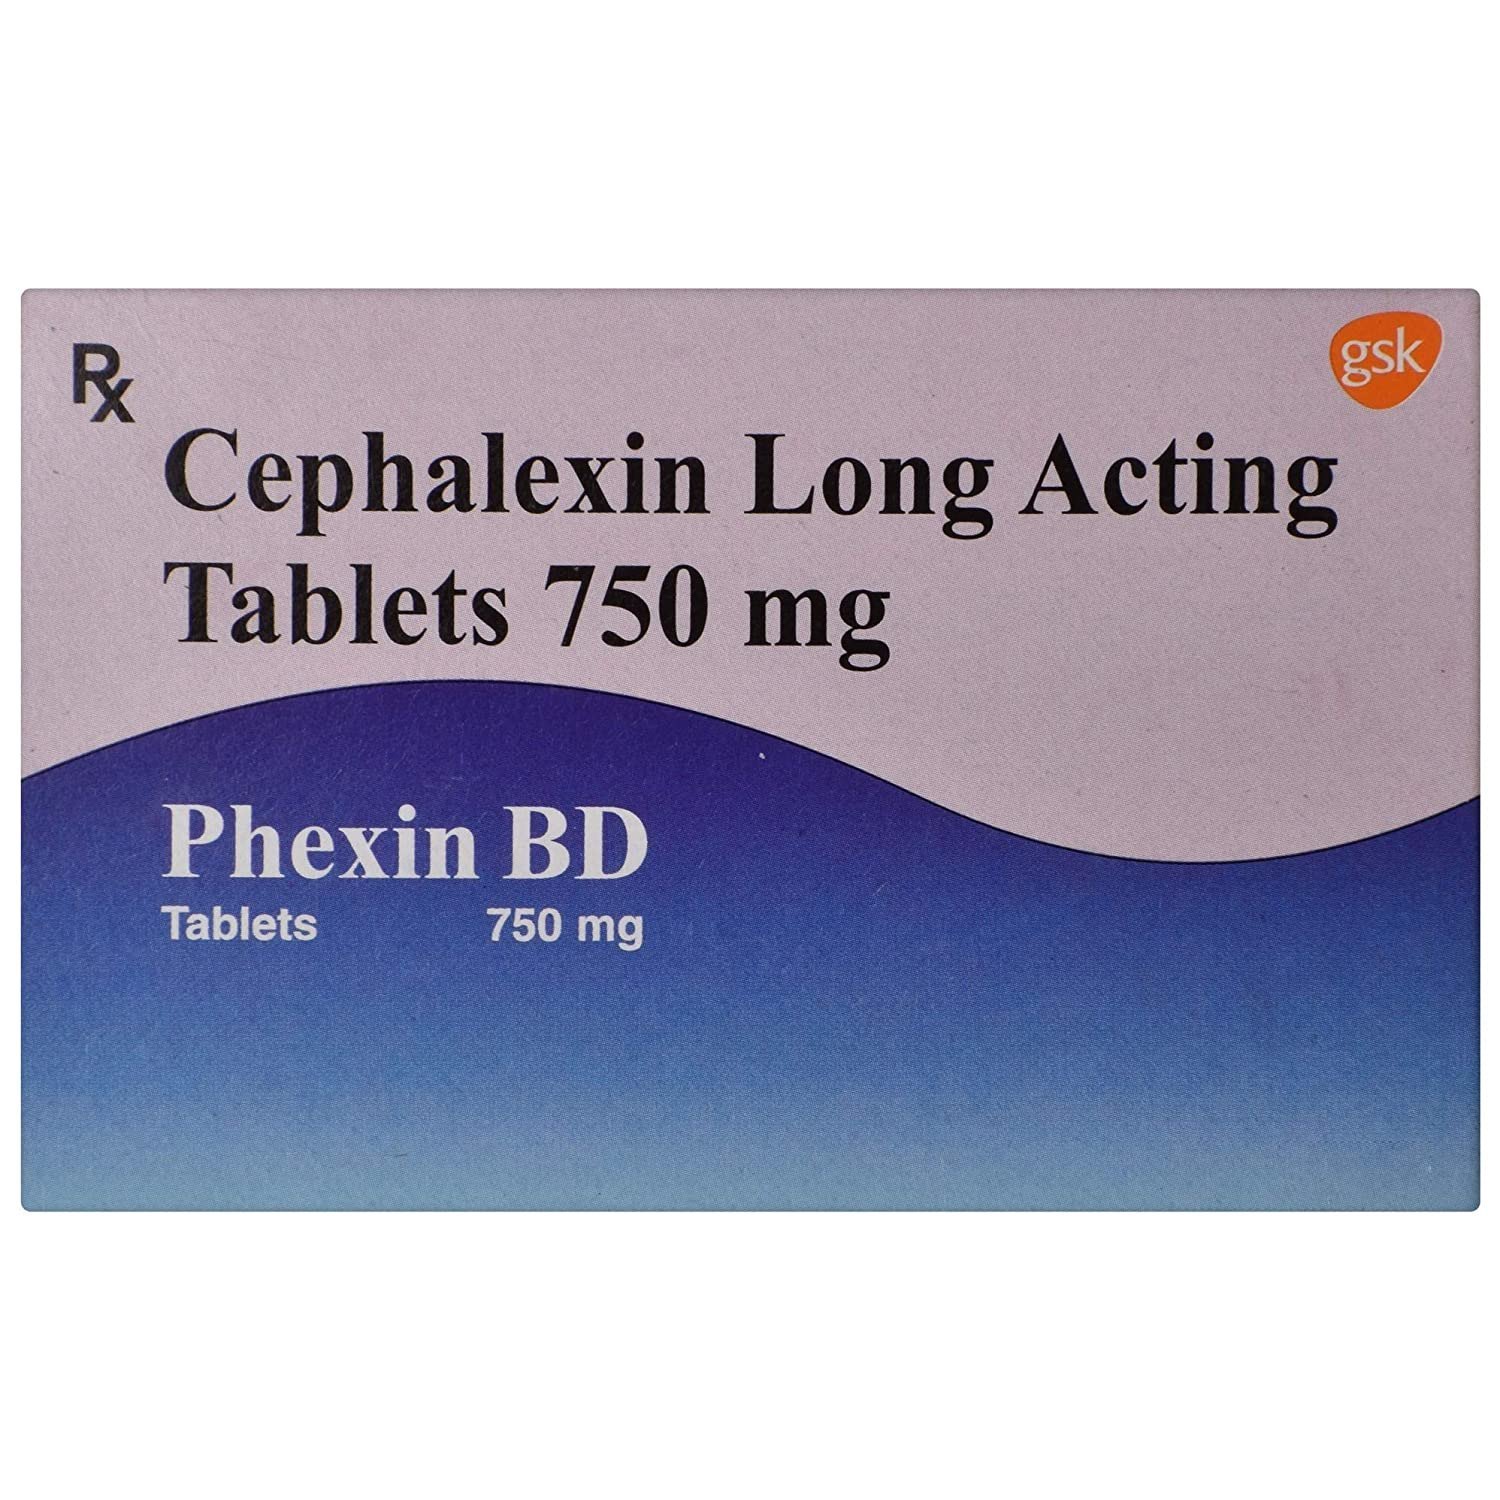 Rx
gsk
Cephalexin Long Acting
Tablets 750 mg
Phexin BD
Tablets 750 mg